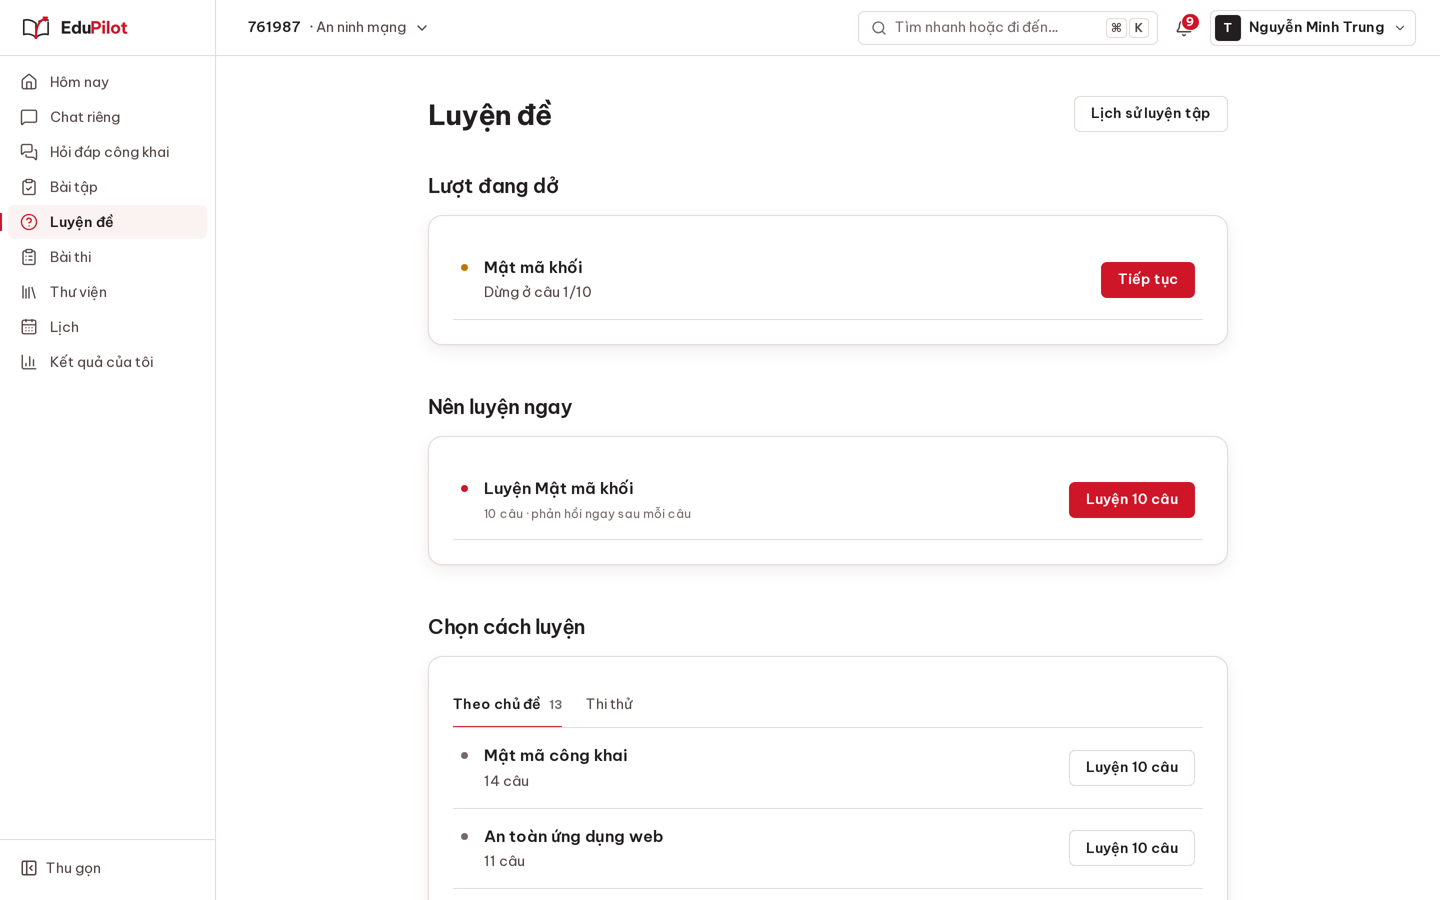 EduPilot
761987 · An ninh mạng
Tìm nhanh hoặc đi đến...
⌘ K
9
T Nguyễn Minh Trung
Hôm nay
Chat riêng
Hỏi đáp công khai
Bài tập
Luyện đề
Bài thi
Thư viện
Lịch
Kết quả của tôi
Thu gọn
Luyện đề
Lịch sử luyện tập
Lượt đang dở
Mật mã khối
Dừng ở câu 1/10
Tiếp tục
Nên luyện ngay
Luyện Mật mã khối
10 câu · phản hồi ngay sau mỗi câu
Luyện 10 câu
Chọn cách luyện
Theo chủ đề 13
Thi thử
Mật mã công khai
14 câu
Luyện 10 câu
An toàn ứng dụng web
11 câu
Luyện 10 câu